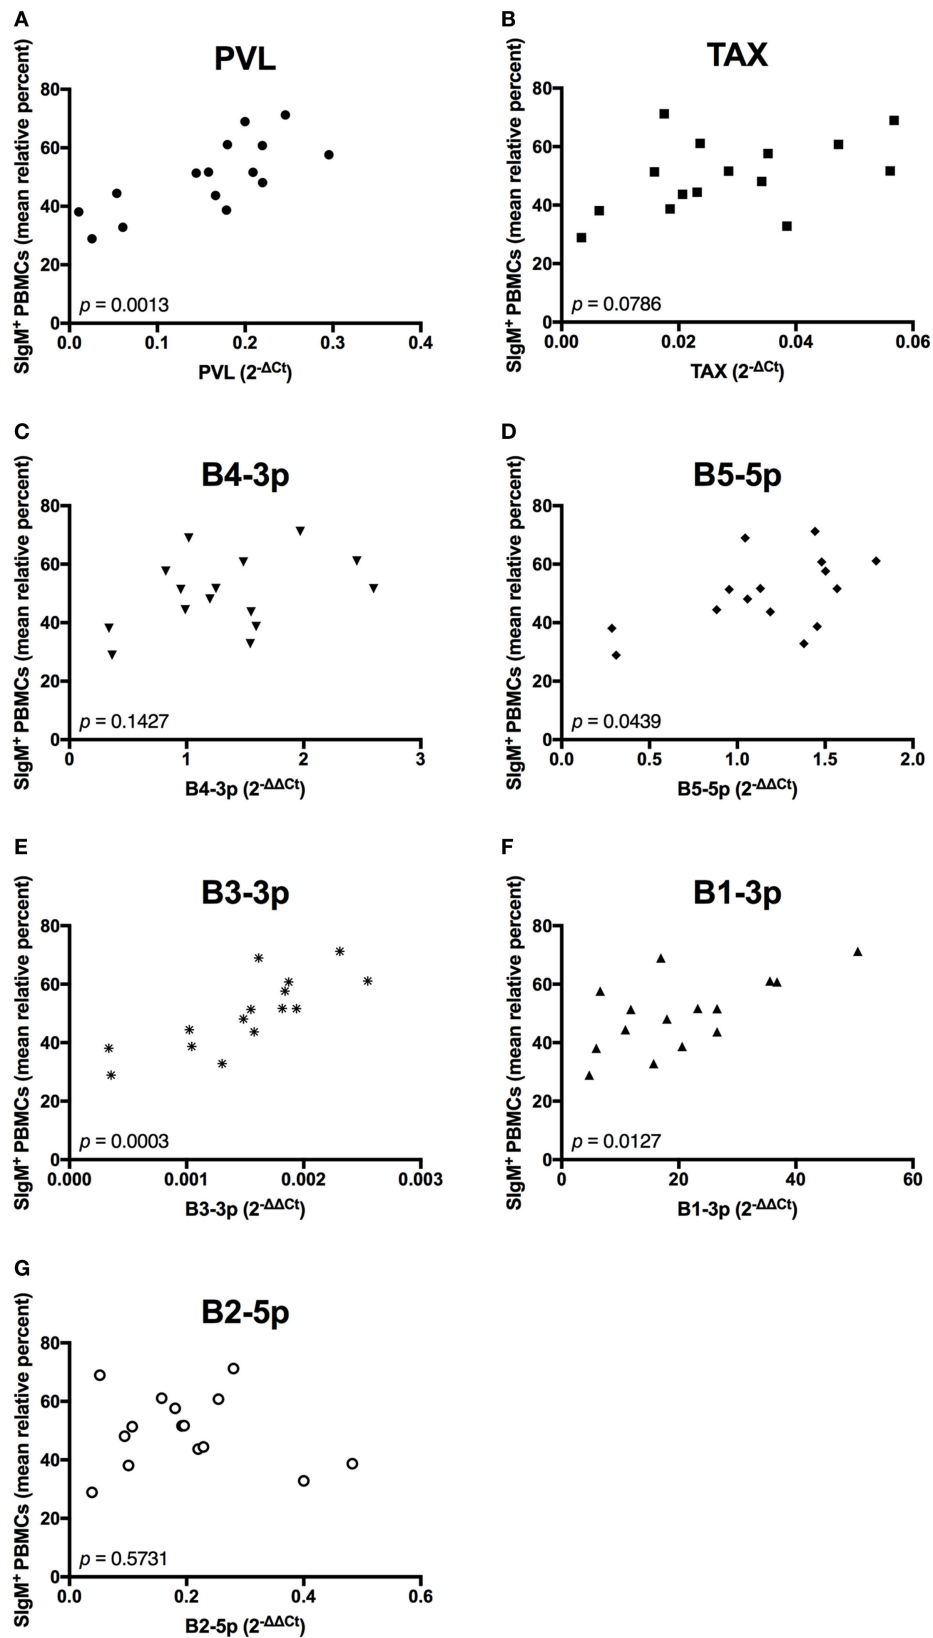 A
PVL
SIgM⁺ PBMCs (mean relative percent)
80
60
40
20
0
p = 0.0013
0.0 0.1 0.2 0.3 0.4
PVL (2⁻ΔCt)
B
TAX
SIgM⁺ PBMCs (mean relative percent)
80
60
40
20
0
p = 0.0786
0.00 0.02 0.04 0.06
TAX (2⁻ΔCt)
C
B4-3p
SIgM⁺ PBMCs (mean relative percent)
80
60
40
20
0
p = 0.1427
0 1 2 3
B4-3p (2⁻ΔΔCt)
D
B5-5p
SIgM⁺ PBMCs (mean relative percent)
80
60
40
20
0
p = 0.0439
0.0 0.5 1.0 1.5 2.0
B5-5p (2⁻ΔΔCt)
E
B3-3p
SIgM⁺ PBMCs (mean relative percent)
80
60
40
20
0
p = 0.0003
0.000 0.001 0.002 0.003
B3-3p (2⁻ΔΔCt)
F
B1-3p
SIgM⁺ PBMCs (mean relative percent)
80
60
40
20
0
p = 0.0127
0 20 40 60
B1-3p (2⁻ΔΔCt)
G
B2-5p
SIgM⁺ PBMCs (mean relative percent)
80
60
40
20
0
p = 0.5731
0.0 0.2 0.4 0.6
B2-5p (2⁻ΔΔCt)